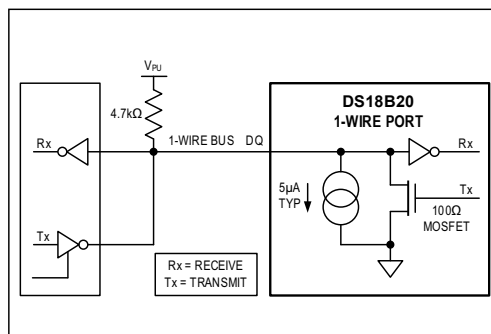 V_PU
4.7kΩ
Rx
1-WIRE BUS DQ
Tx
Rx = RECEIVE
Tx = TRANSMIT
DS18B20
1-WIRE PORT
Rx
5µA
TYP
Tx
100Ω
MOSFET